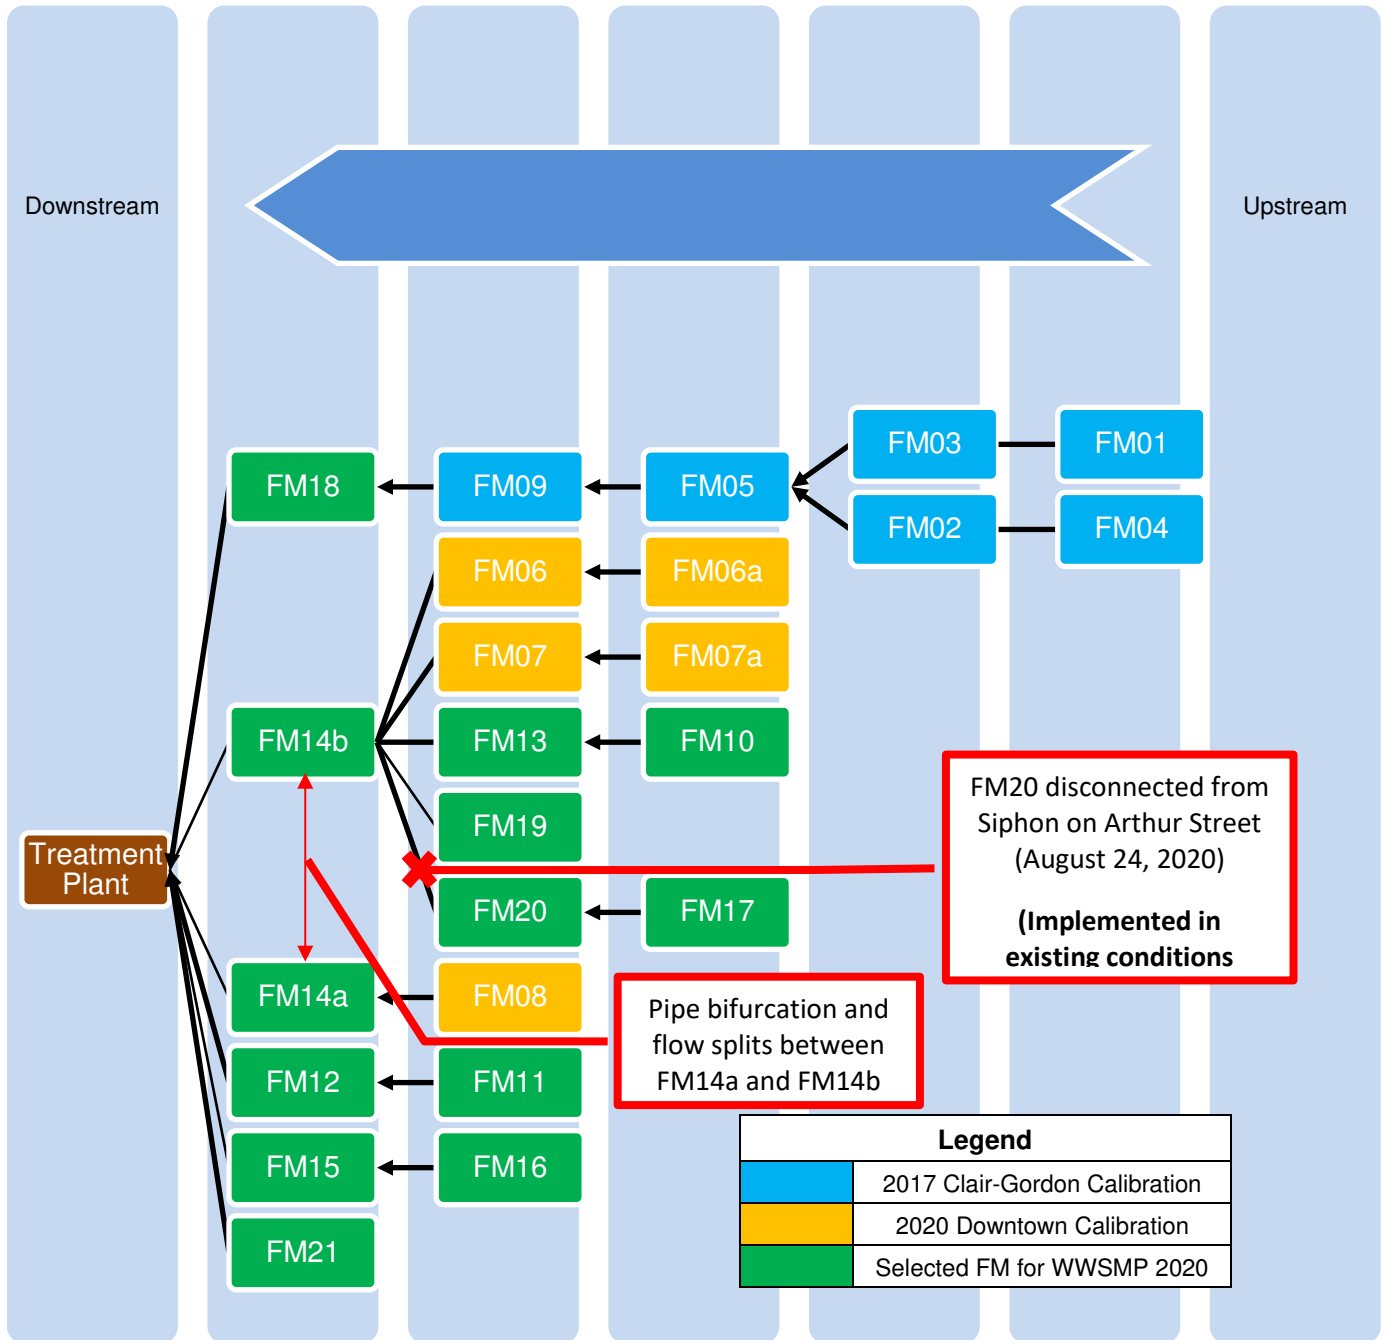 Downstream
Upstream
FM03
FM01
FM18
FM09
FM05
FM02
FM04
FM06
FM06a
FM07
FM07a
FM14b
FM13
FM10
FM19
Treatment
Plant
FM20
FM17
FM20 disconnected from
Siphon on Arthur Street
(August 24, 2020)
(Implemented in
existing conditions
FM14a
FM08
Pipe bifurcation and
flow splits between
FM14a and FM14b
FM12
FM11
FM15
FM16
FM21
Legend
2017 Clair-Gordon Calibration
2020 Downtown Calibration
Selected FM for WWSMP 2020